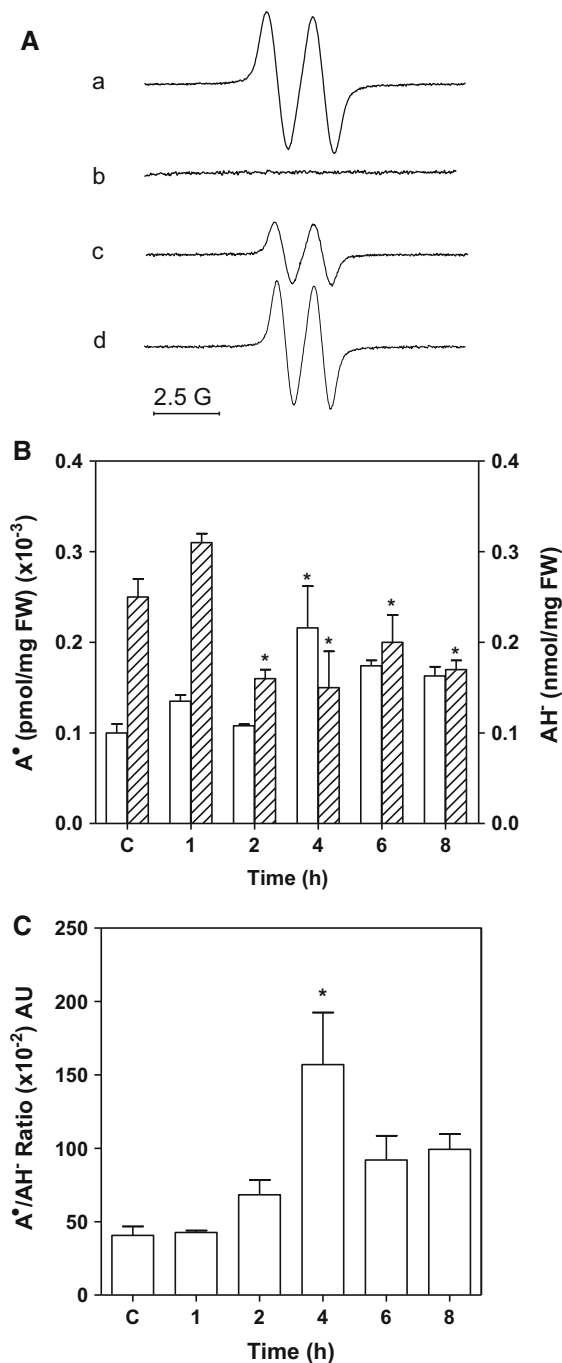 A
a
b
c
d
2.5 G
B
A• (pmol/mg FW) (x10⁻³)
0.4
0.3
0.2
0.1
0.0
* * * * *
0.4
0.3
0.2
0.1
0.0
AH⁻ (nmol/mg FW)
C 1 2 4 6 8
Time (h)
C
A•/AH⁻ Ratio (x10⁻²) AU
250
200
150
100
50
0
*
C 1 2 4 6 8
Time (h)